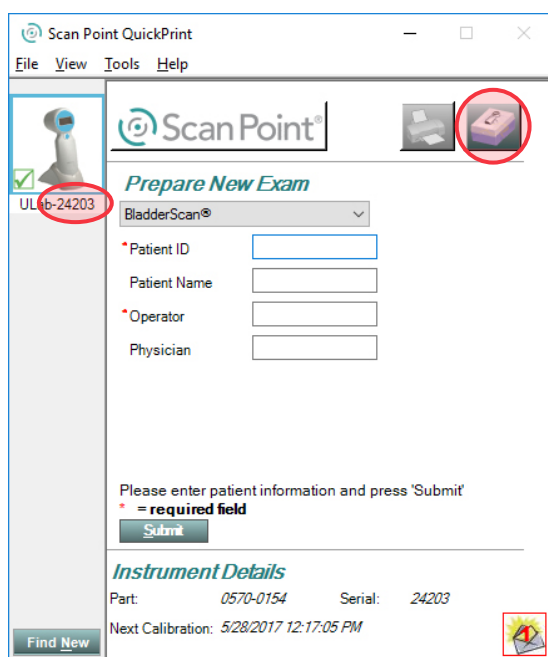 Scan Point QuickPrint
File View Tools Help
Scan Point®
ULab-24203
Prepare New Exam
BladderScan®
*Patient ID
Patient Name
*Operator
Physician
Please enter patient information and press 'Submit'
* = required field
Submit
Instrument Details
Part: 0570-0154 Serial: 24203
Next Calibration: 5/28/2017 12:17:05 PM
Find New